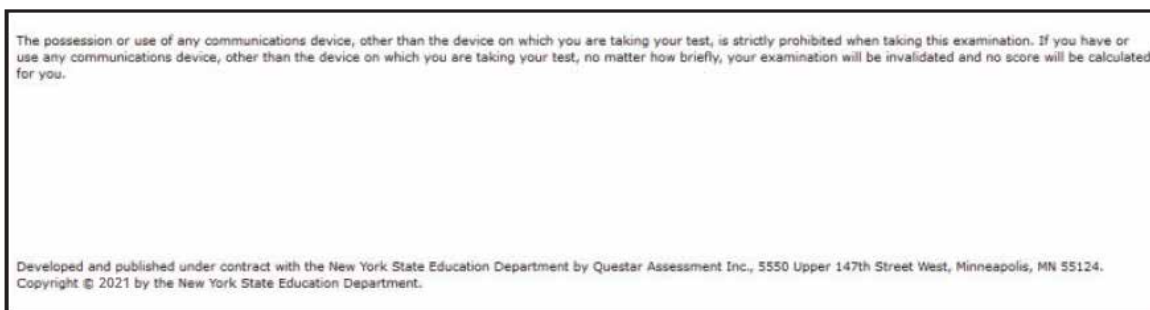 The possession or use of any communications device, other than the device on which you are taking your test, is strictly prohibited when taking this examination. If you have or
use any communications device, other than the device on which you are taking your test, no matter how briefly, your examination will be invalidated and no score will be calculated
for you.
Developed and published under contract with the New York State Education Department by Questar Assessment Inc., 5550 Upper 147th Street West, Minneapolis, MN 55124.
Copyright © 2021 by the New York State Education Department.